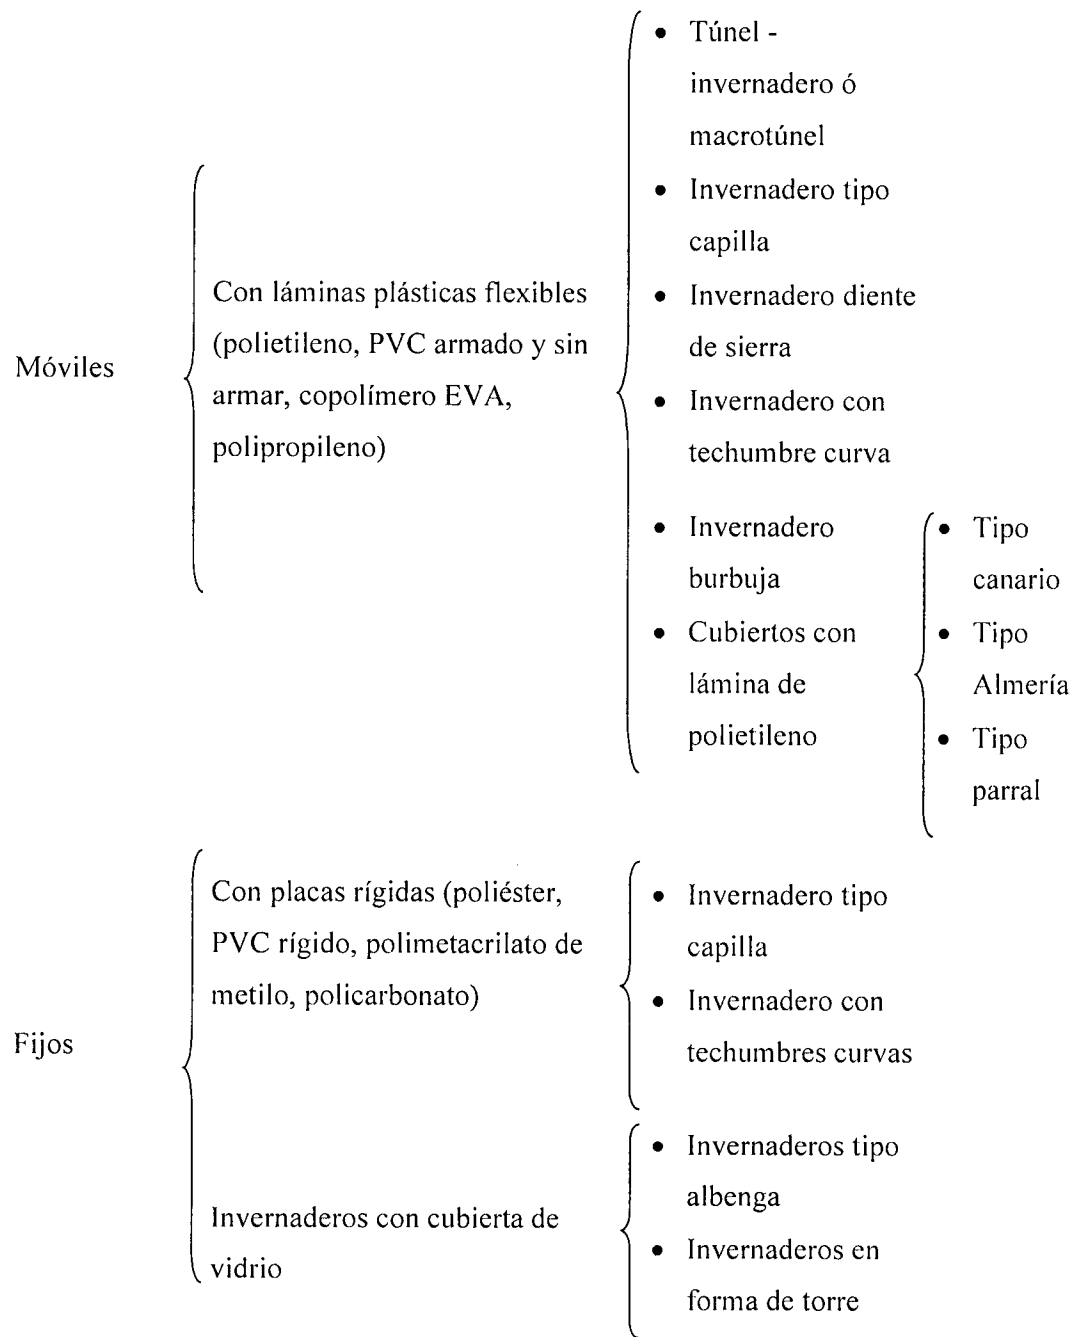 Móviles
Con láminas plásticas flexibles
(polietileno, PVC armado y sin
armar, copolímero EVA,
polipropileno)
• Túnel -
invernadero ó
macrotúnel
• Invernadero tipo
capilla
• Invernadero diente
de sierra
• Invernadero con
techumbre curva
• Invernadero
burbuja
• Cubiertos con
lámina de
polietileno
• Tipo
canario
• Tipo
Almería
• Tipo
parral
Fijos
Con placas rígidas (poliéster,
PVC rígido, polimetacrilato de
metilo, policarbonato)
• Invernadero tipo
capilla
• Invernadero con
techumbres curvas
Invernaderos con cubierta de
vidrio
• Invernaderos tipo
albenga
• Invernaderos en
forma de torre